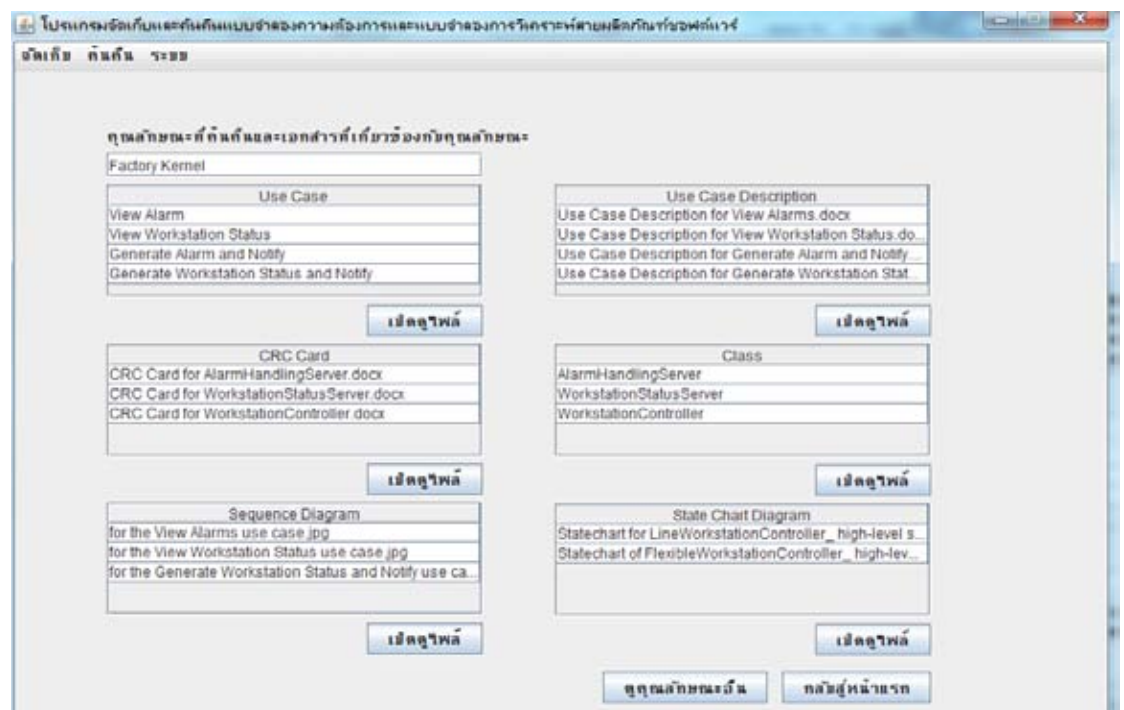 โปรแกรมจัดเก็บและค้นคืนแบบจำลองความต้องการและแบบจำลองการวิเคราะห์สายผลิตภัณฑ์ซอฟต์แวร์
จัดเก็บ ค้นคืน ระบบ
คุณลักษณะที่ค้นคืนและเอกสารที่เกี่ยวข้องกับคุณลักษณะ
Factory Kernel
Use Case
View Alarm
View Workstation Status
Generate Alarm and Notify
Generate Workstation Status and Notify
เปิดดูไฟล์
Use Case Description
Use Case Description for View Alarms.docx
Use Case Description for View Workstation Status.do...
Use Case Description for Generate Alarm and Notify...
Use Case Description for Generate Workstation Stat...
เปิดดูไฟล์
CRC Card
CRC Card for AlarmHandlingServer.docx
CRC Card for WorkstationStatusServer.docx
CRC Card for WorkstationController.docx
เปิดดูไฟล์
Class
AlarmHandlingServer
WorkstationStatusServer
WorkstationController
เปิดดูไฟล์
Sequence Diagram
for the View Alarms use case.jpg
for the View Workstation Status use case.jpg
for the Generate Workstation Status and Notify use ca...
เปิดดูไฟล์
State Chart Diagram
Statechart for LineWorkstationController_ high-level s...
Statechart of FlexibleWorkstationController_ high-lev...
เปิดดูไฟล์
ดูคุณลักษณะอื่น
กลับสู่หน้าแรก